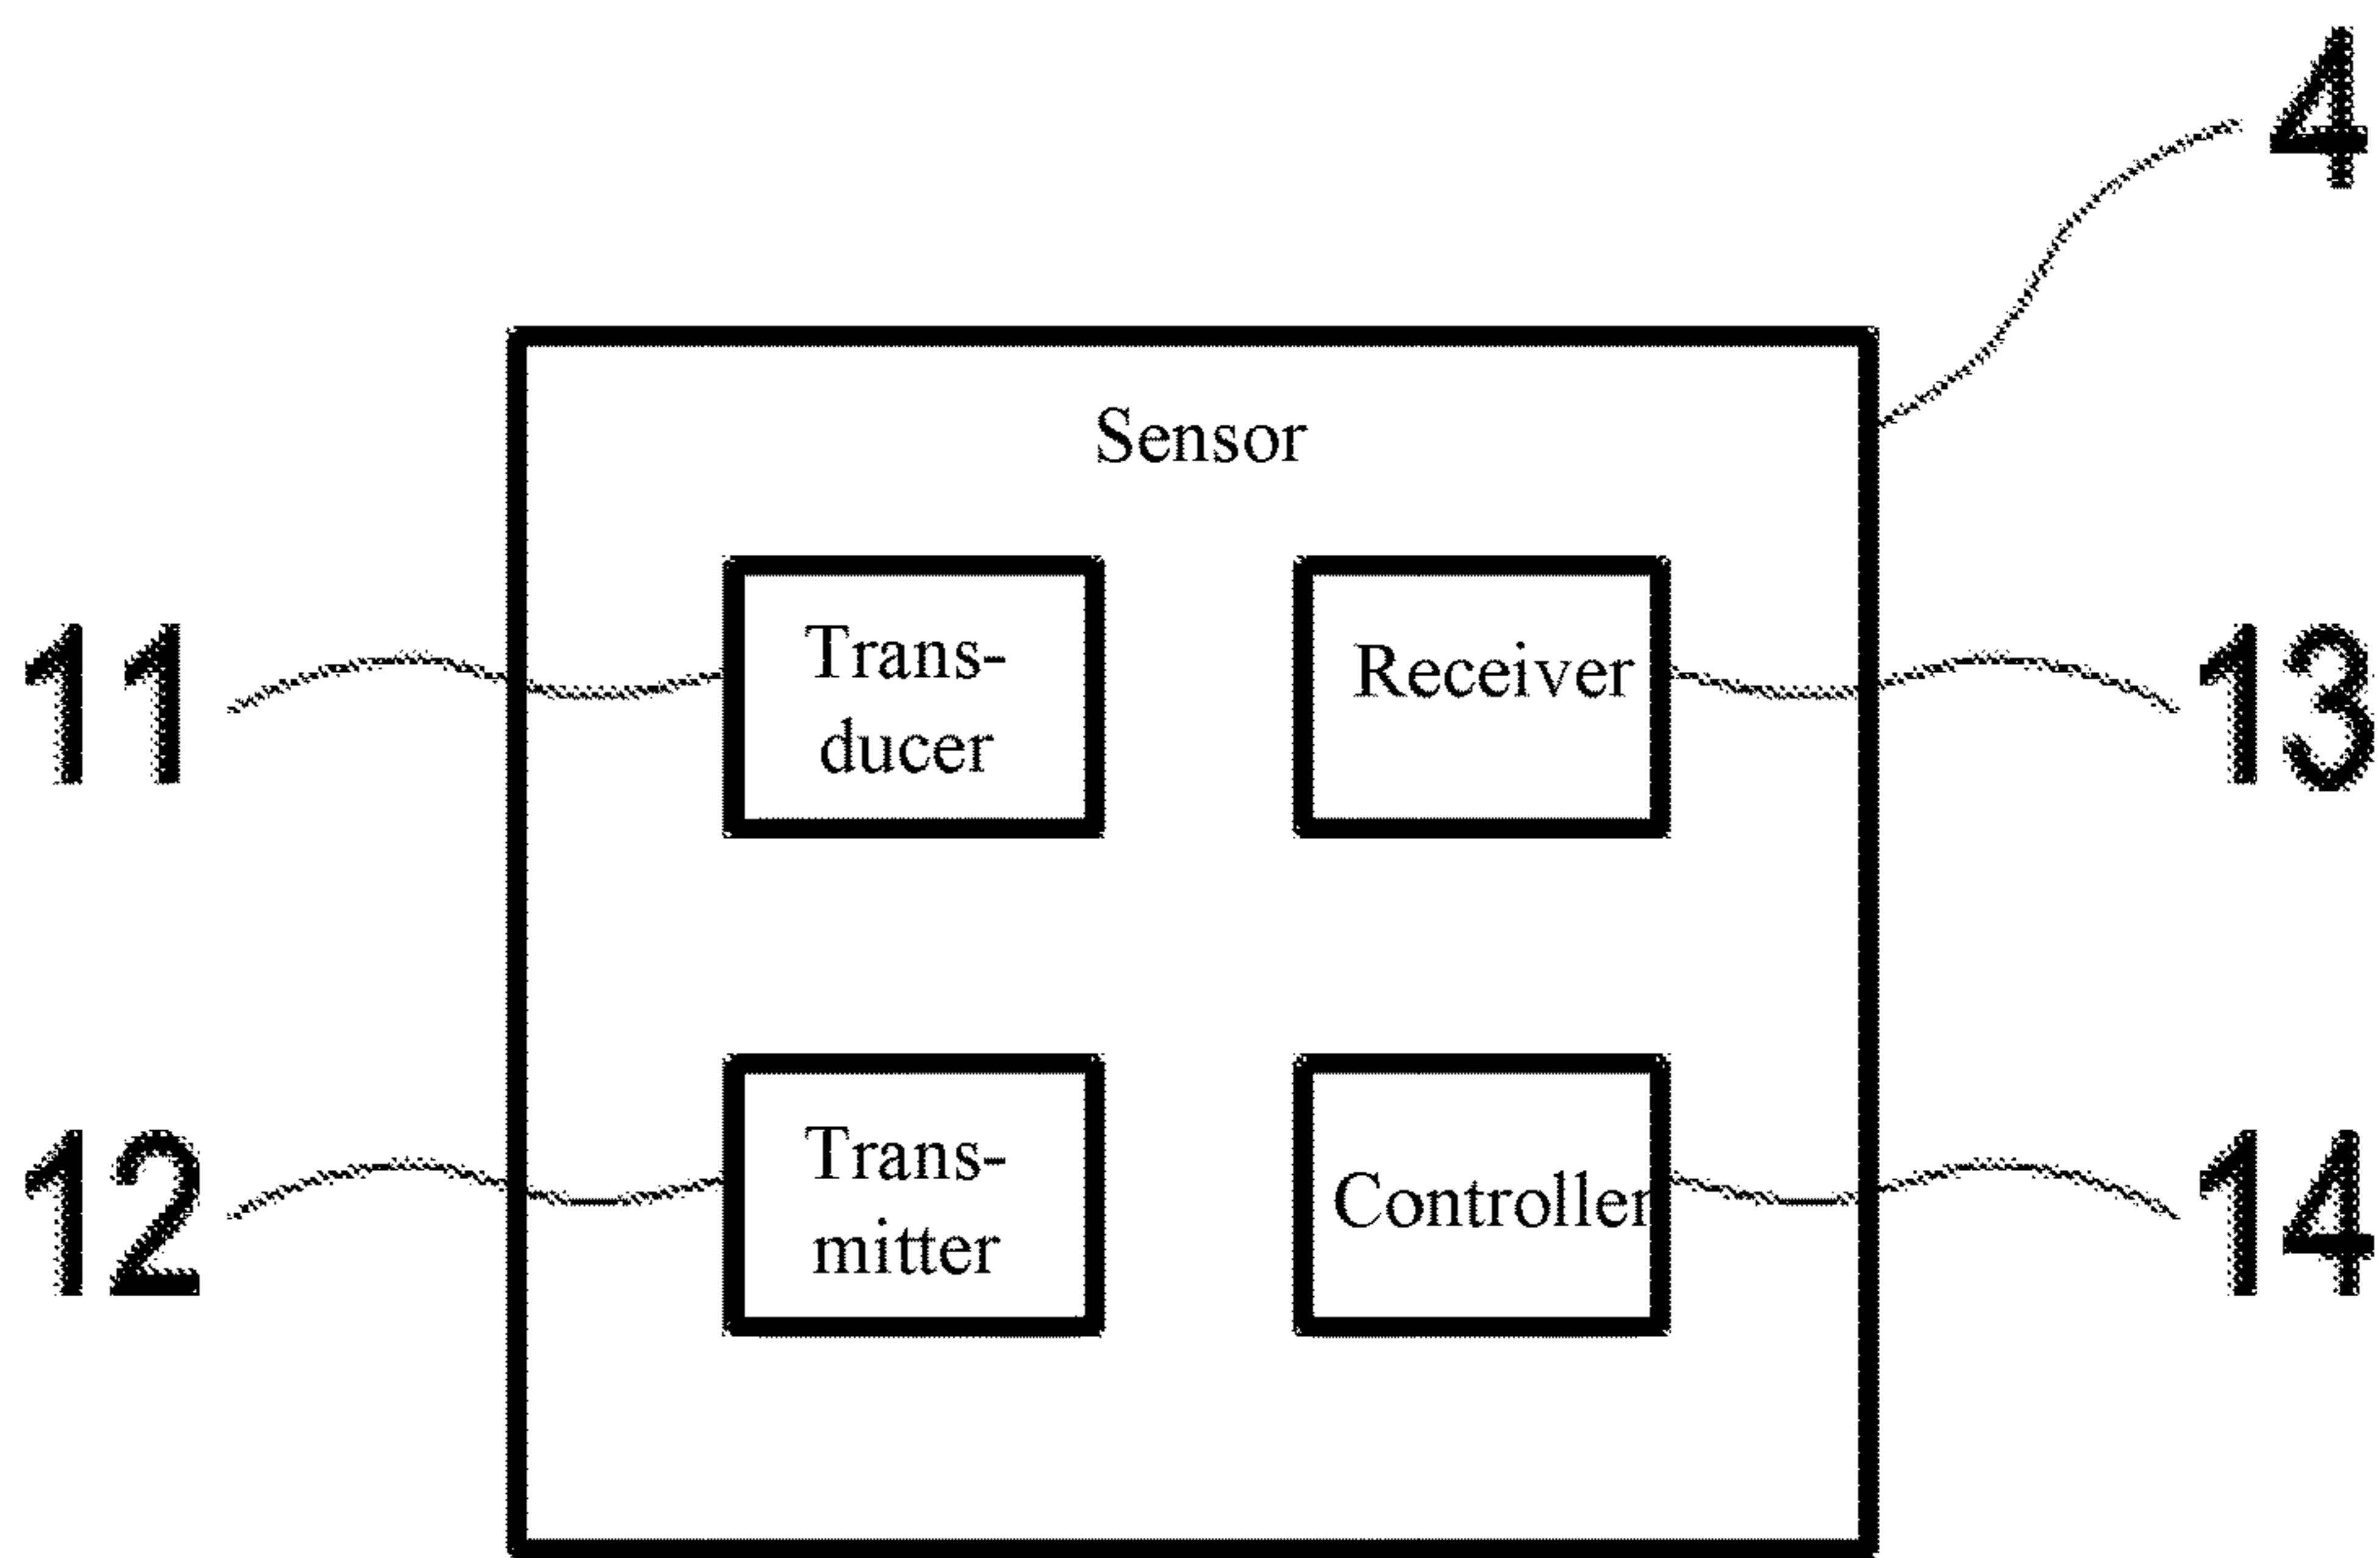 4
Sensor
11
Trans-
ducer
Receiver
13
12
Trans-
mitter
Controller
14